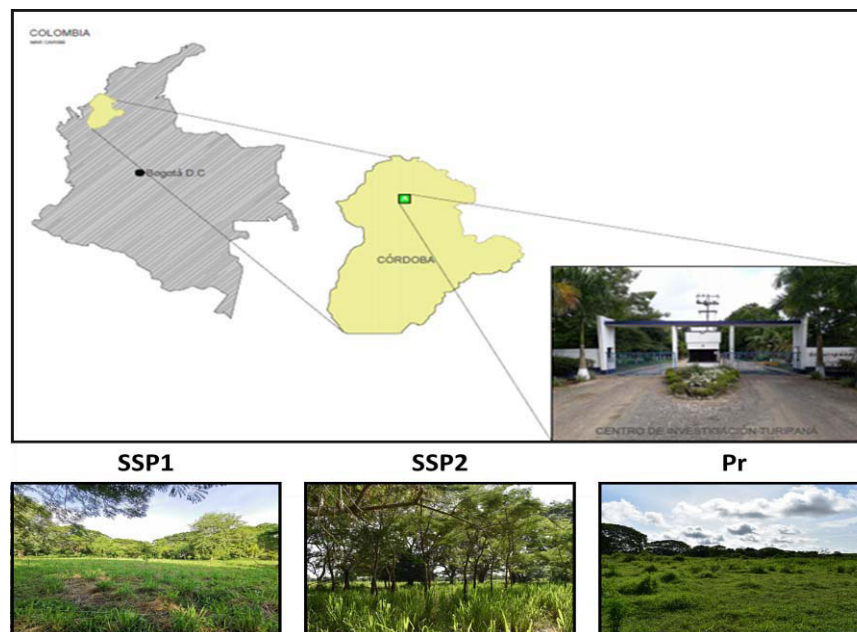 COLOMBIA
Bogotá D.C
CÓRDOBA
CENTRO DE INVESTIGACIÓN TURIPANÁ
SSP1
SSP2
Pr